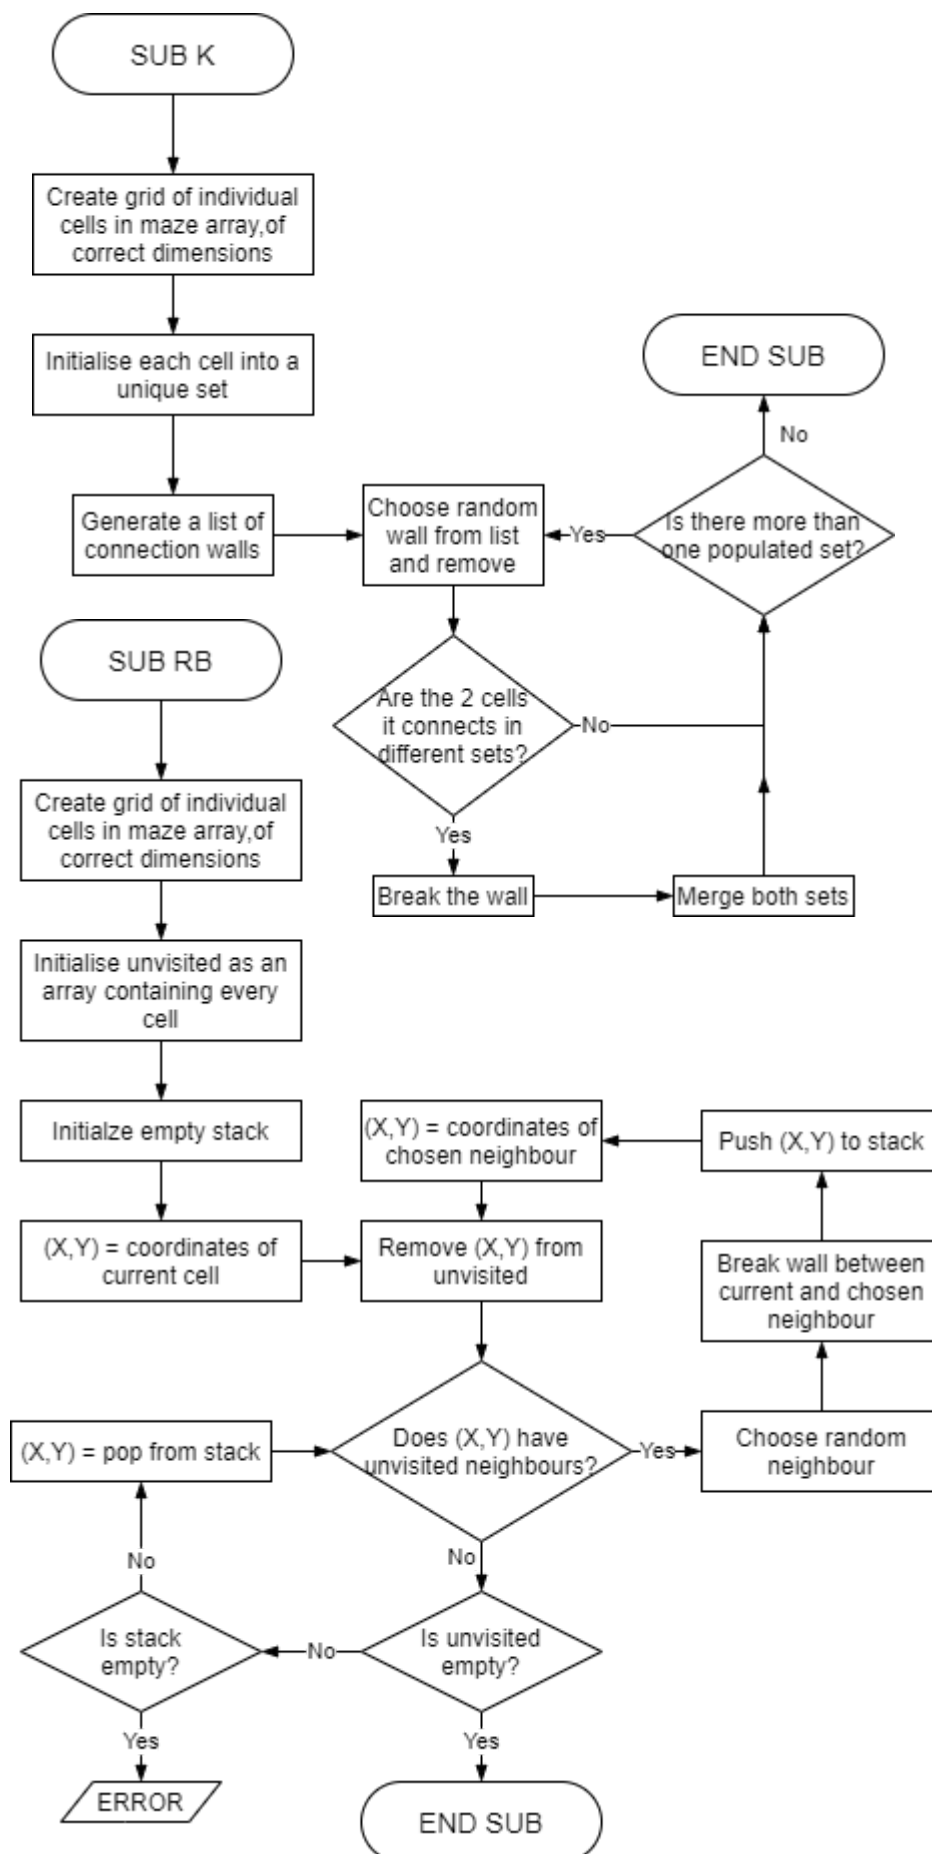 SUB K
Create grid of individual
cells in maze array,of
correct dimensions
Initialise each cell into a
unique set
Generate a list of
connection walls
Choose random
wall from list
and remove
Yes
Is there more than
one populated set?
No
END SUB
Are the 2 cells
it connects in
different sets?
No
Yes
Break the wall
Merge both sets
SUB RB
Create grid of individual
cells in maze array,of
correct dimensions
Initialise unvisited as an
array containing every
cell
Initialze empty stack
(X,Y) = coordinates of
current cell
(X,Y) = coordinates of
chosen neighbour
Push (X,Y) to stack
Remove (X,Y) from
unvisited
Break wall between
current and chosen
neighbour
(X,Y) = pop from stack
Does (X,Y) have
unvisited neighbours?
Yes
Choose random
neighbour
No
No
Is stack
empty?
No
Is unvisited
empty?
Yes
Yes
ERROR
END SUB